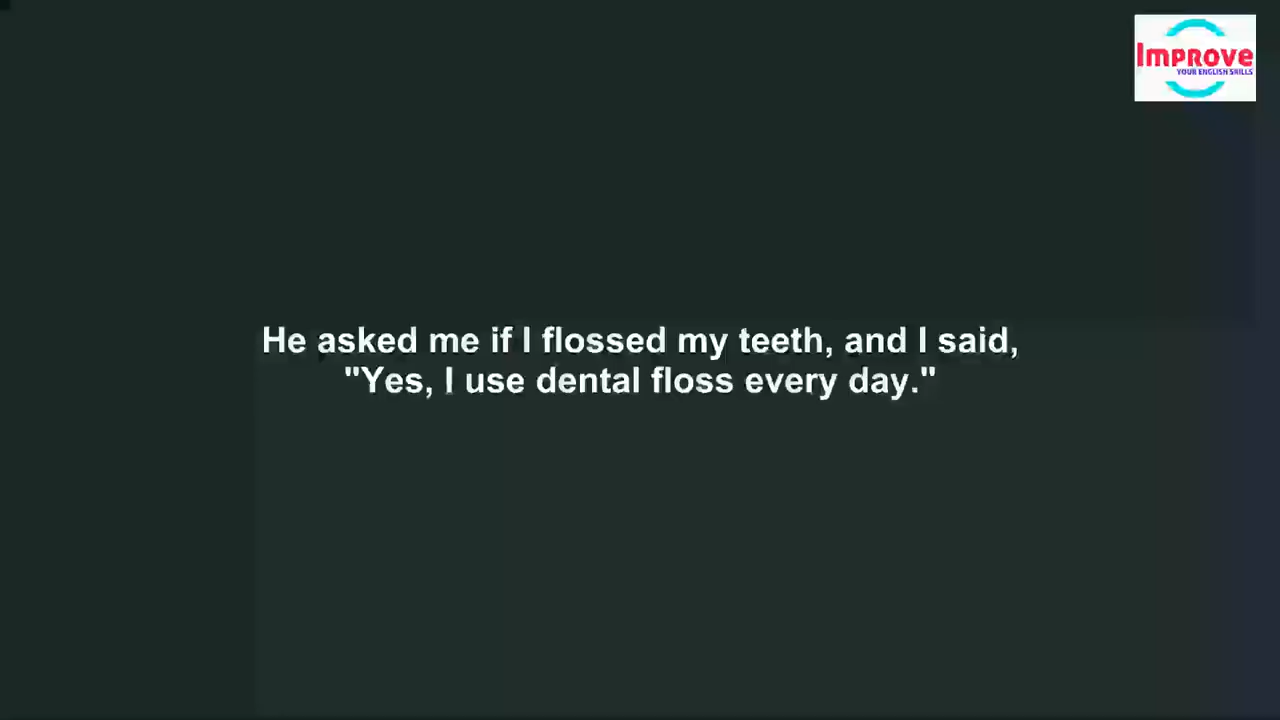 Improve
YOUR ENGLISH SKILLS
He asked me if I flossed my teeth, and I said,
"Yes, I use dental floss every day."